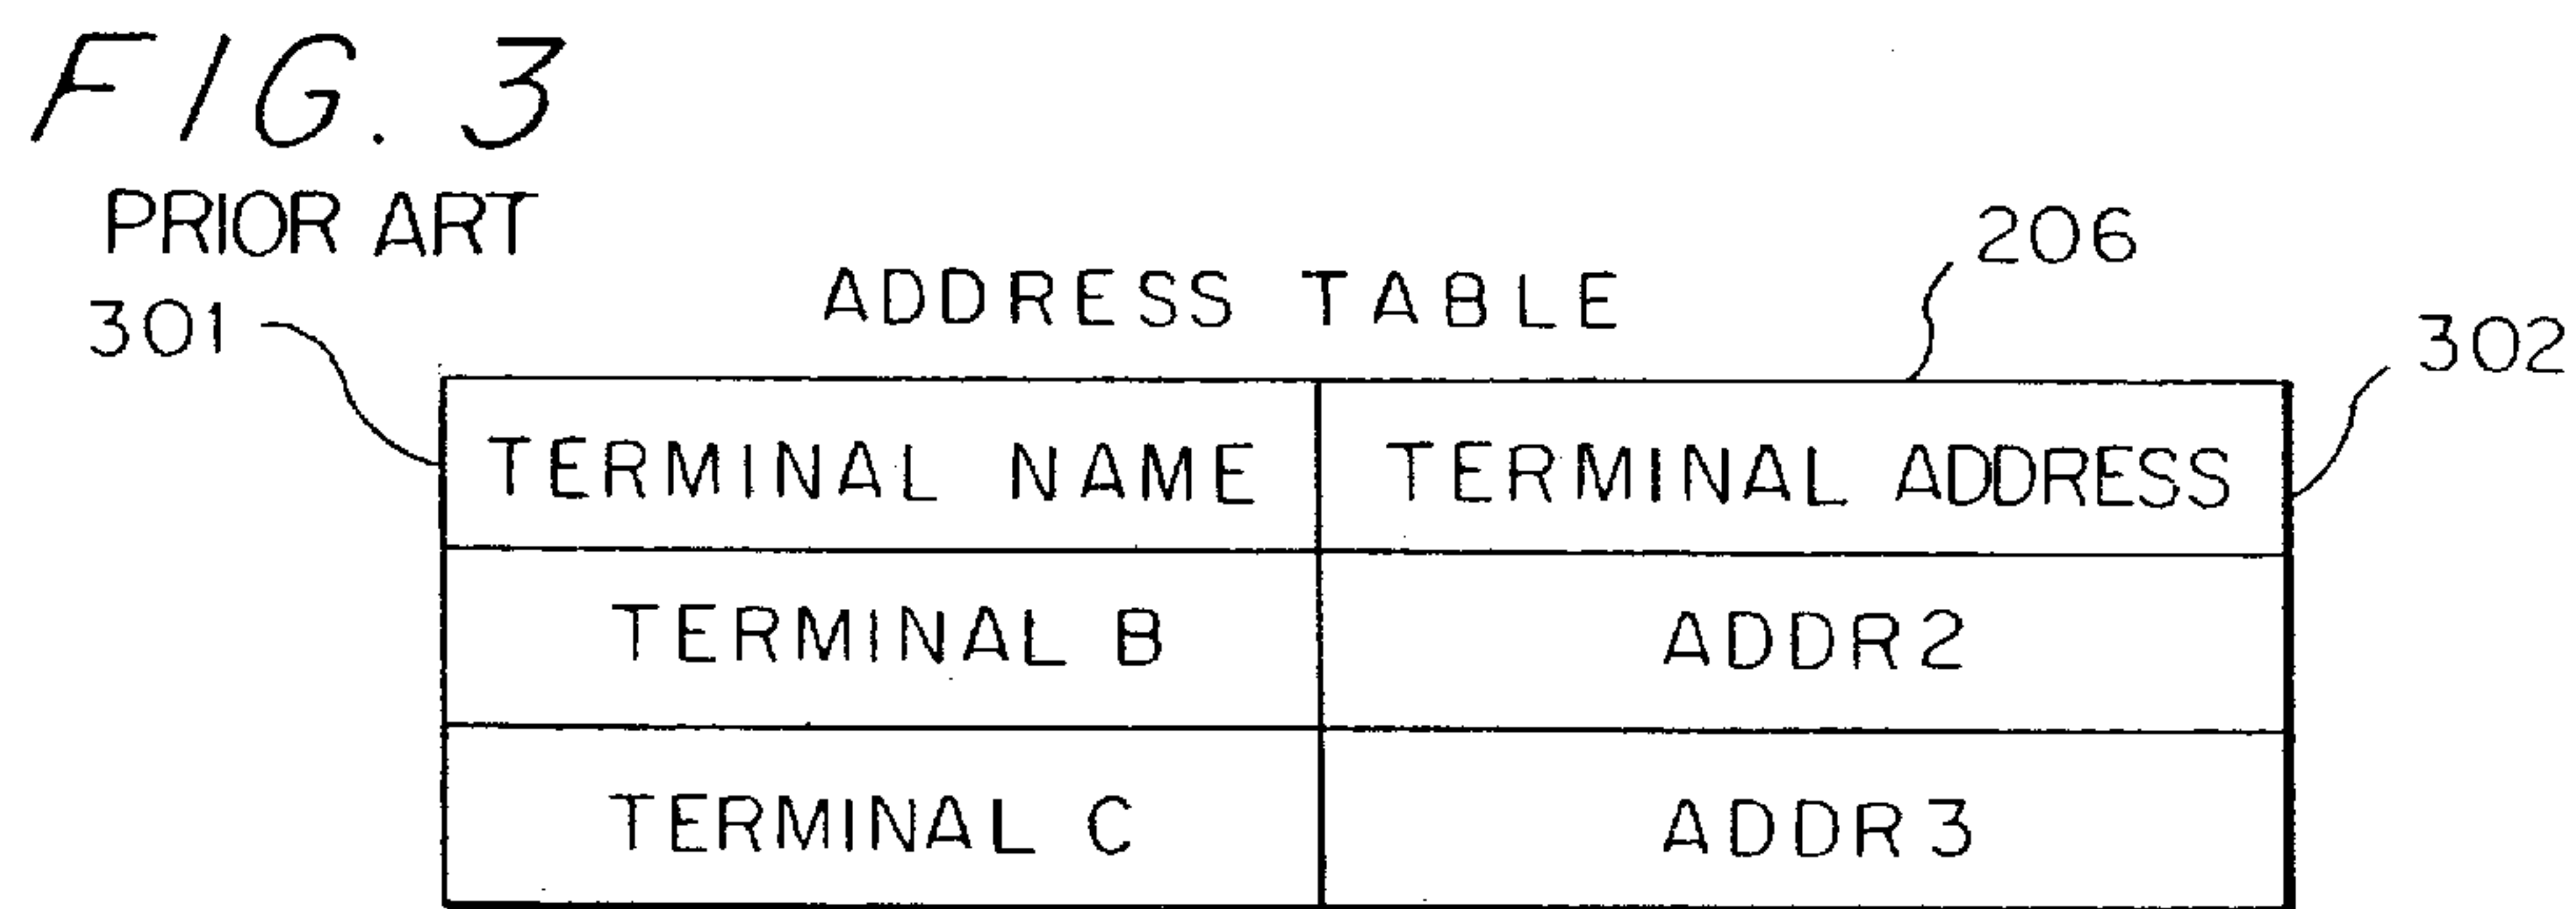 FIG. 3
PRIOR ART
206
ADDRESS TABLE
301
302
TERMINAL NAME TERMINAL ADDRESS
TERMINAL B ADDR2
TERMINAL C ADDR3